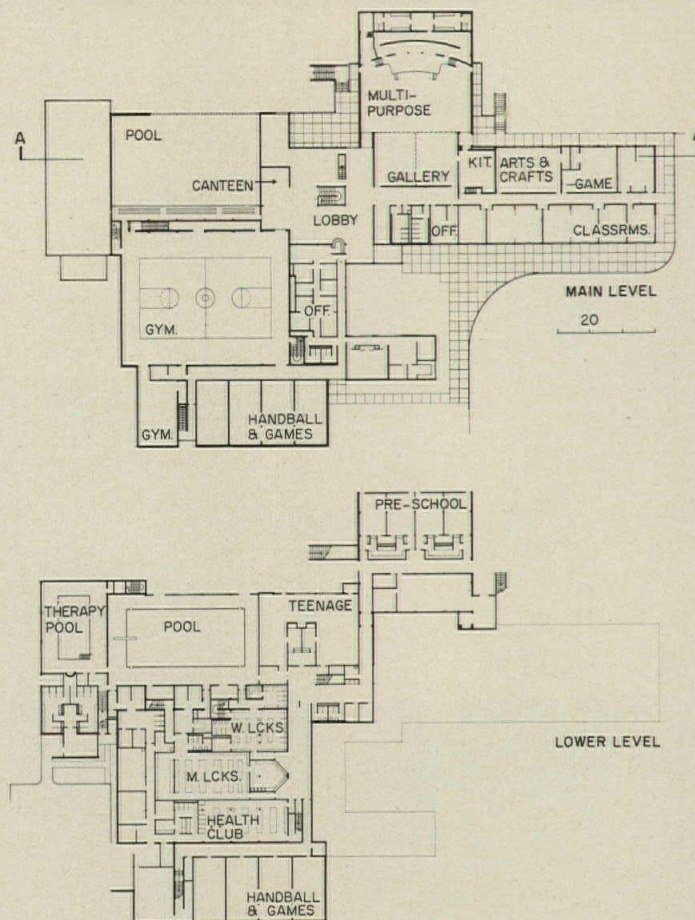 MULTI-
PURPOSE
A
POOL
CANTEEN
GALLERY
KIT.
ARTS &
CRAFTS
GAME
LOBBY
OFF.
CLASSRMS.
MAIN LEVEL
20
OFF.
GYM.
GYM.
HANDBALL
& GAMES
PRE-SCHOOL
THERAPY
POOL
POOL
TEENAGE
W. LCKS
M. LCKS.
HEALTH
CLUB
LOWER LEVEL
HANDBALL
& GAMES